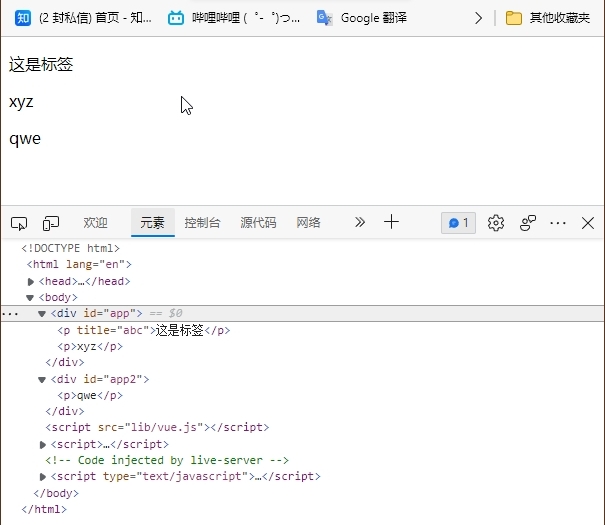 知 (2 封私信) 首页 - 知... 哔哩哔哩 ( ゜- ゜)つ... Google 翻译 其他收藏夹
这是标签
xyz
qwe
欢迎 元素 控制台 源代码 网络 1
<!DOCTYPE html>
<html lang="en">
<head>…</head>
<body>
<div id="app"> == $0
<p title="abc">这是标签</p>
<p>xyz</p>
</div>
<div id="app2">
<p>qwe</p>
</div>
<script src="lib/vue.js"></script>
<script>…</script>
<!-- Code injected by live-server -->
<script type="text/javascript">…</script>
</body>
</html>